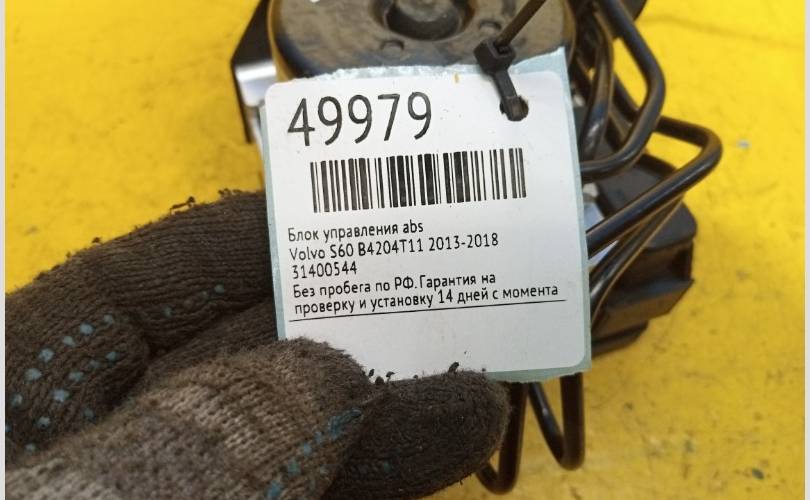 49979
Блок управления abs
Volvo S60 B4204T11 2013-2018
31400544
Без пробега по РФ. Гарантия на
проверку и установку 14 дней с момента